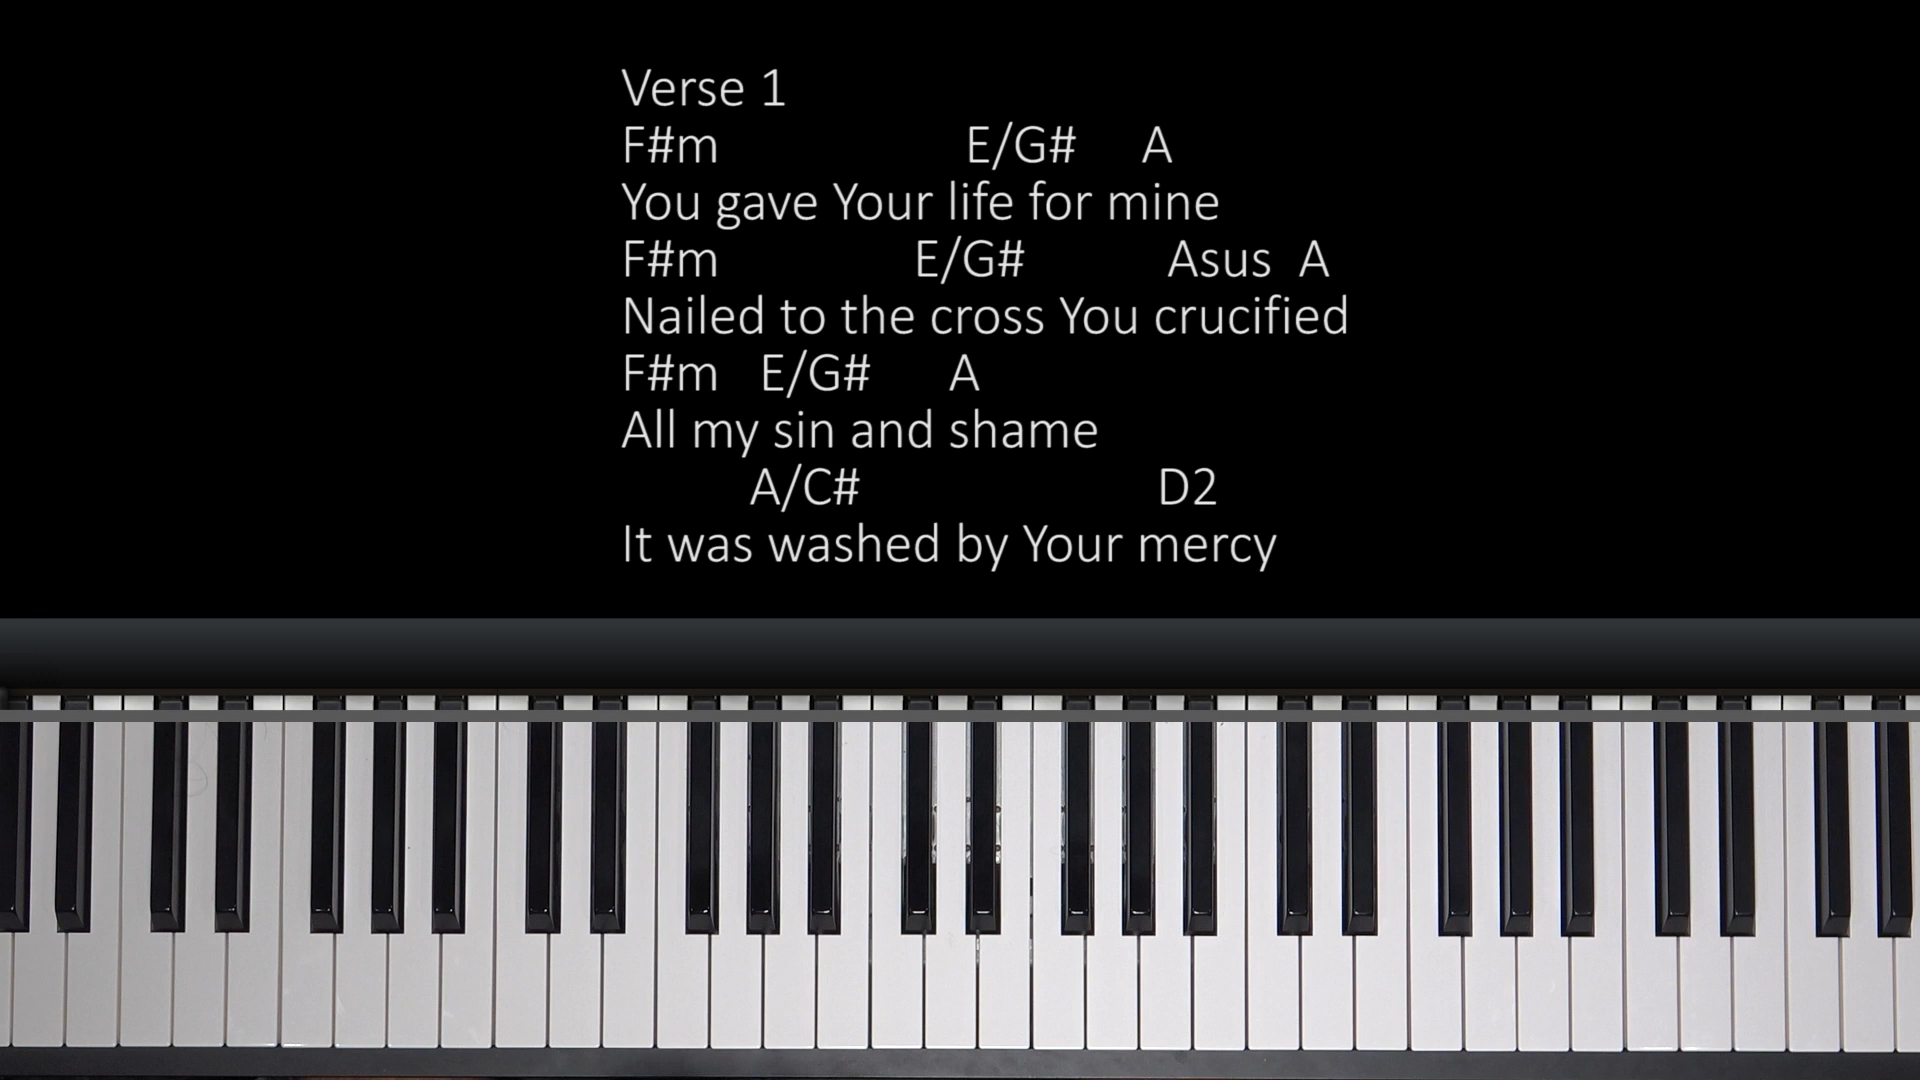 Verse 1
F#m E/G# A
You gave Your life for mine
F#m E/G# Asus A
Nailed to the cross You crucified
F#m E/G# A
All my sin and shame
A/C# D2
It was washed by Your mercy